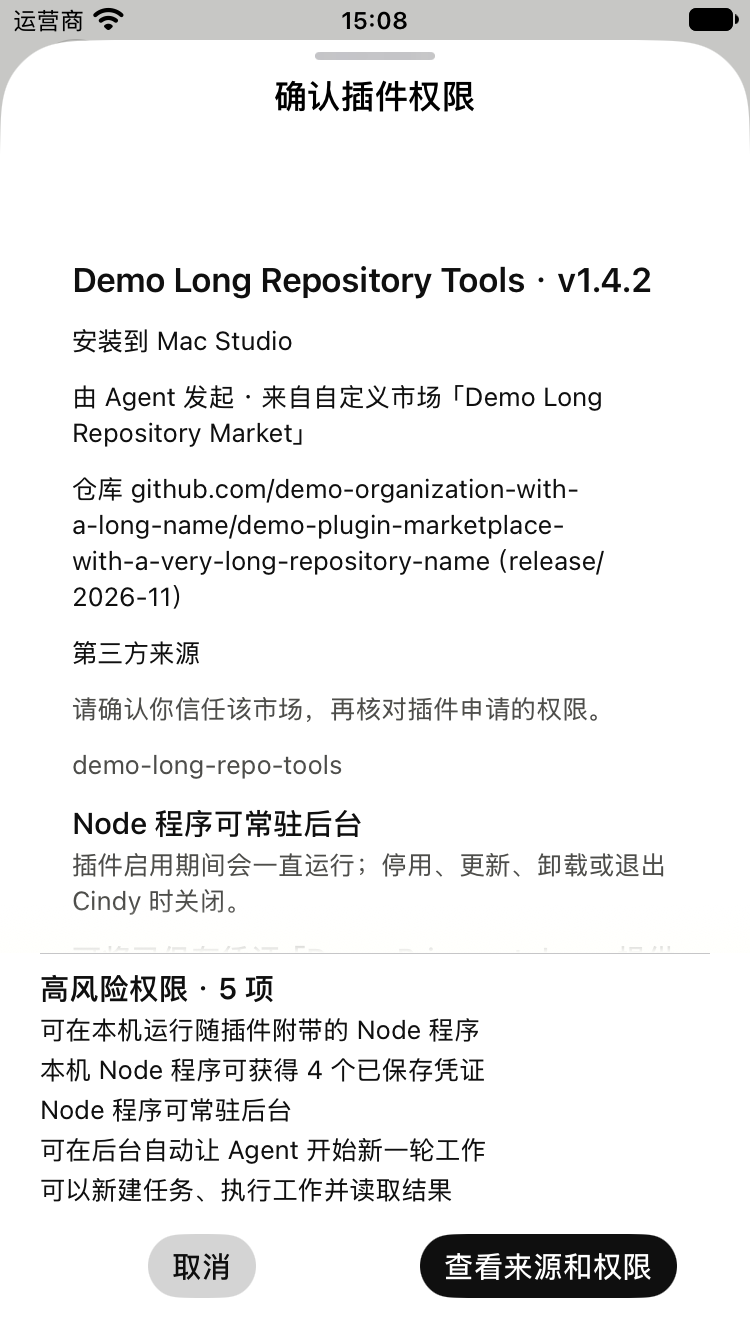 运营商
15:08
确认插件权限
Demo Long Repository Tools · v1.4.2
安装到 Mac Studio
由 Agent 发起 · 来自自定义市场「Demo Long
Repository Market」
仓库 github.com/demo-organization-with-
a-long-name/demo-plugin-marketplace-
with-a-very-long-repository-name (release/
2026-11)
第三方来源
请确认你信任该市场，再核对插件申请的权限。
demo-long-repo-tools
Node 程序可常驻后台
插件启用期间会一直运行；停用、更新、卸载或退出
Cindy 时关闭。
高风险权限 · 5 项
可在本机运行随插件附带的 Node 程序
本机 Node 程序可获得 4 个已保存凭证
Node 程序可常驻后台
可在后台自动让 Agent 开始新一轮工作
可以新建任务、执行工作并读取结果
取消
查看来源和权限